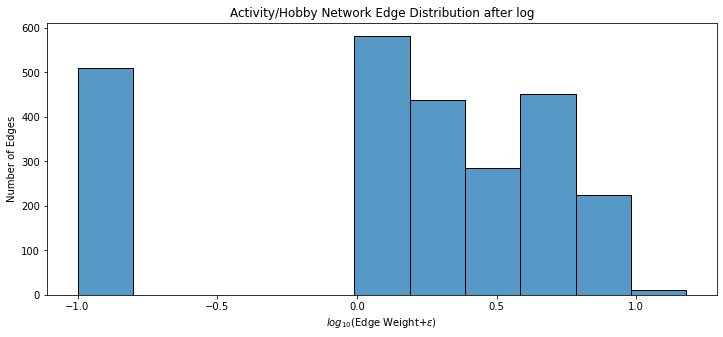 Activity/Hobby Network Edge Distribution after log
Number of Edges
600
500
400
300
200
100
0
−1.0 −0.5 0.0 0.5 1.0
log₁₀(Edge Weight+ε)